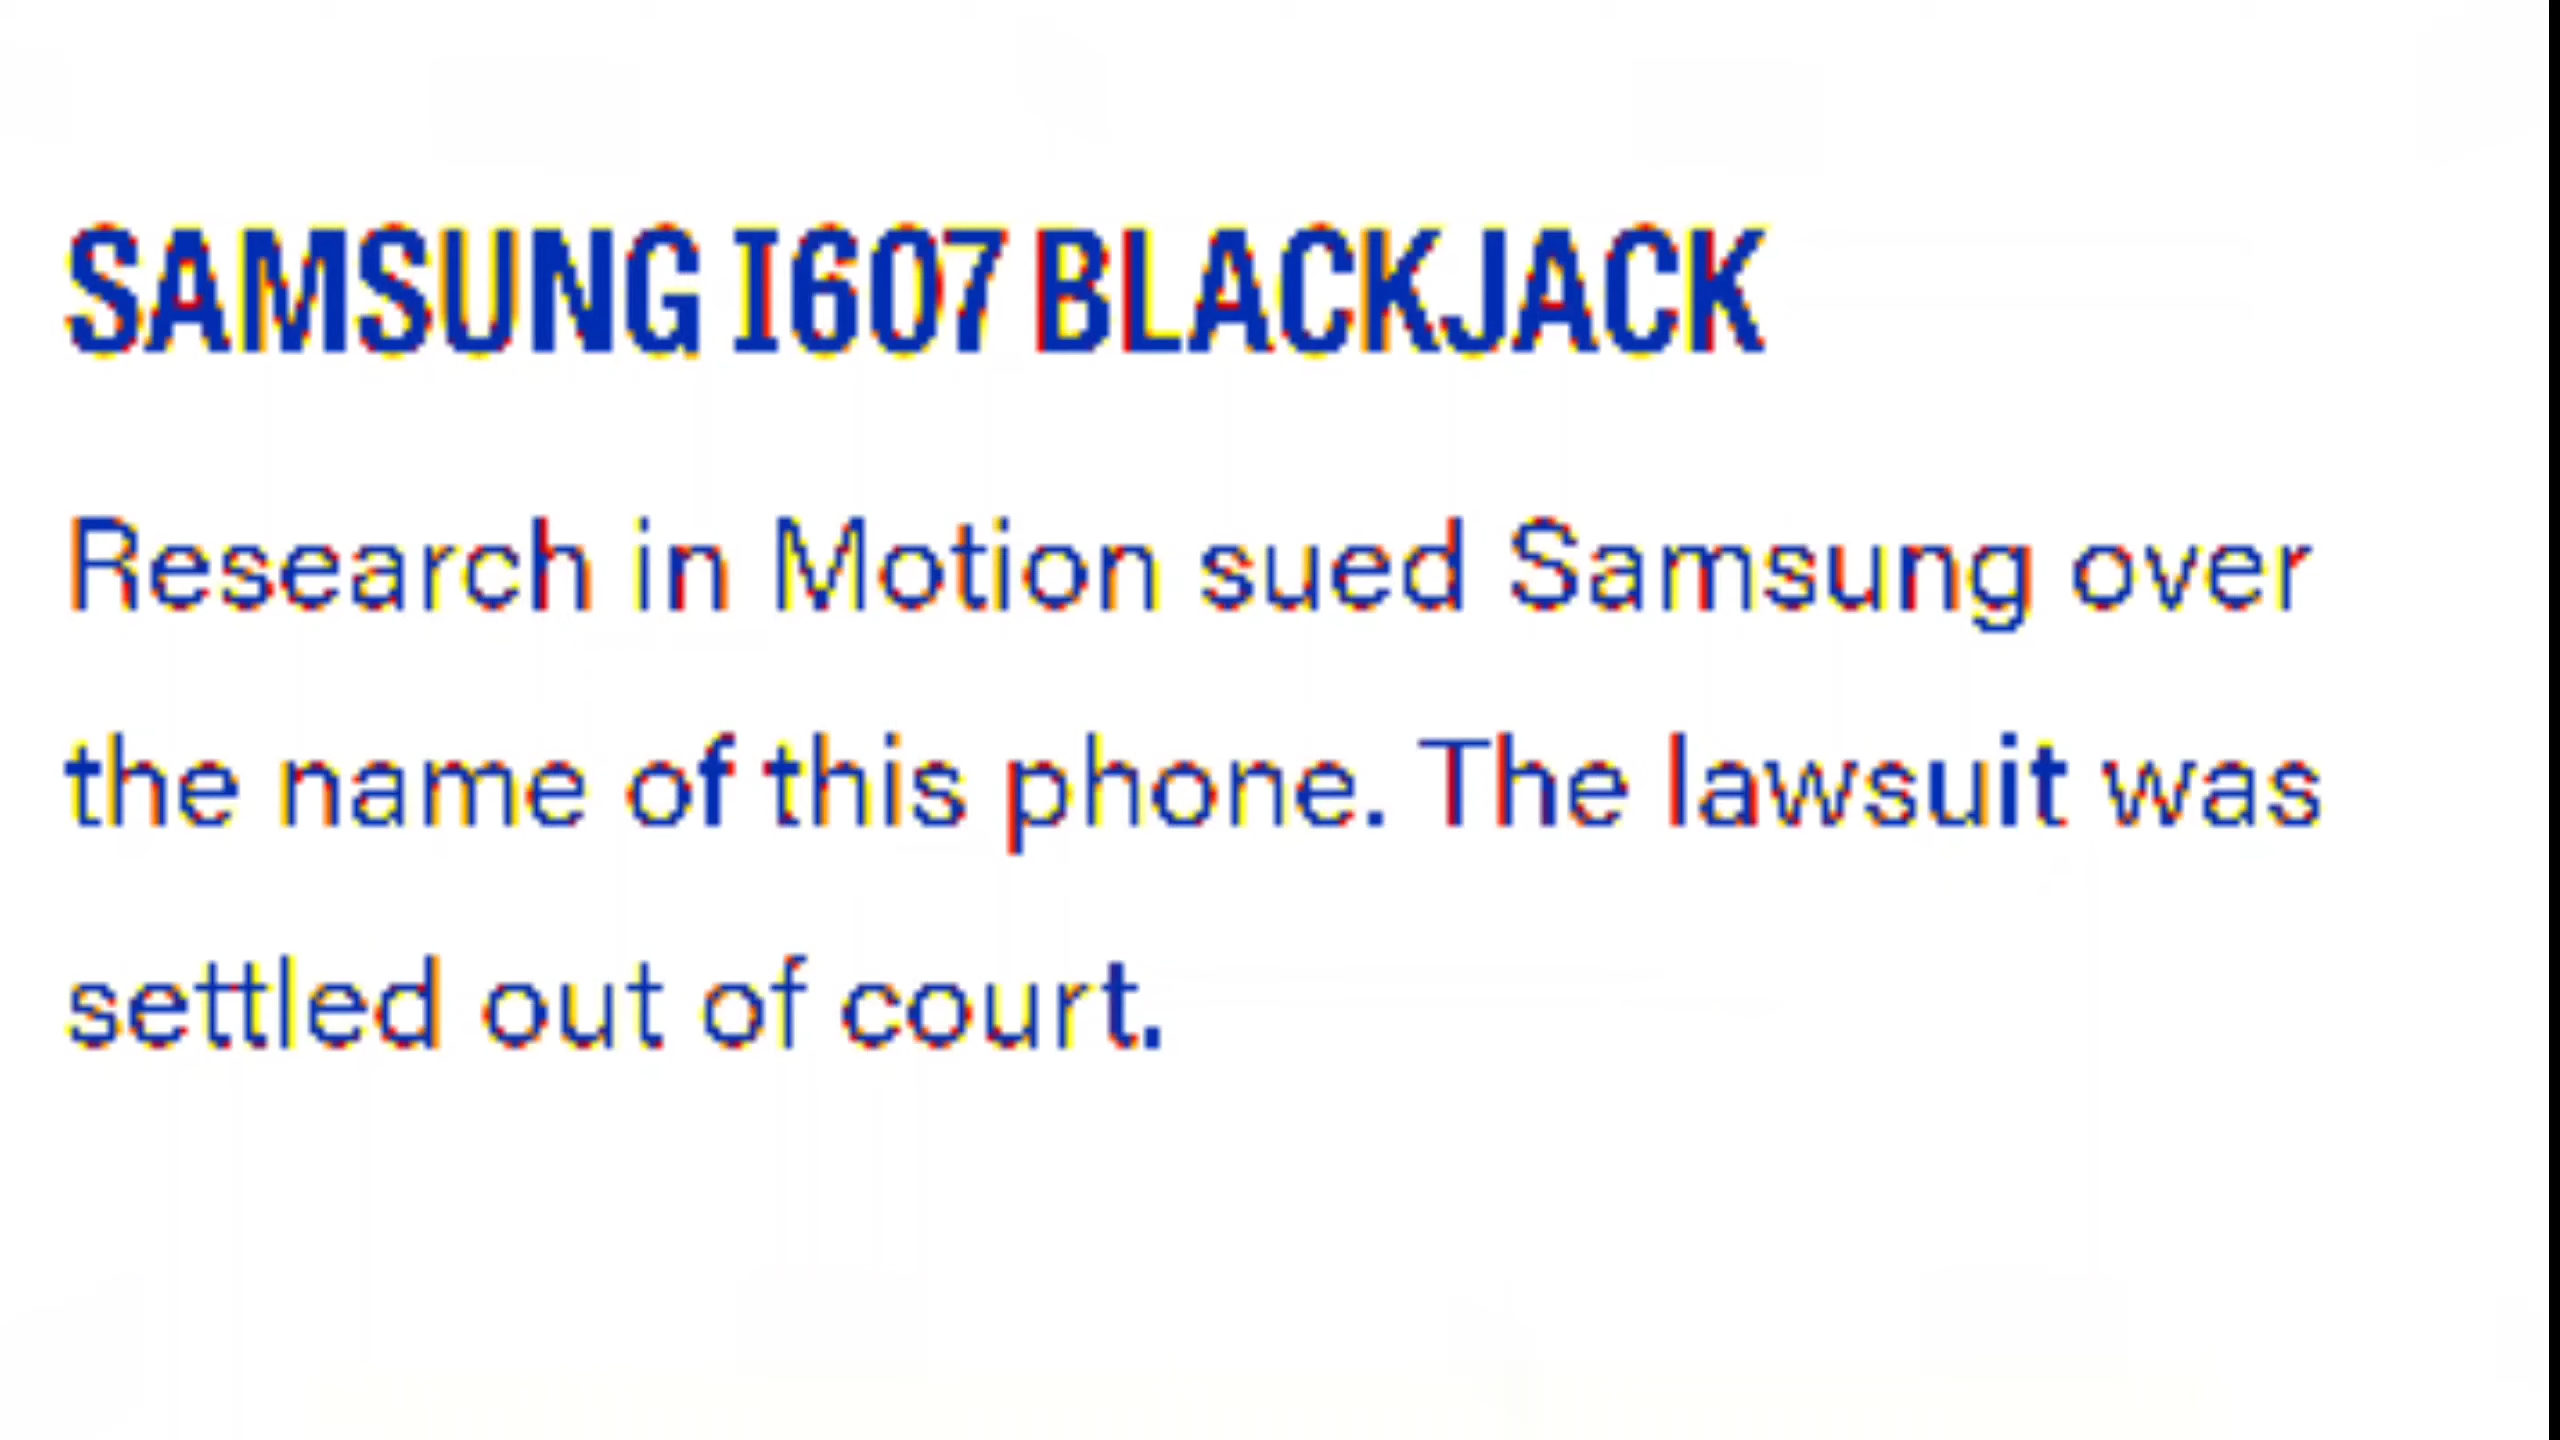 SAMSUNG I607 BLACKJACK
Research in Motion sued Samsung over
the name of this phone. The lawsuit was
settled out of court.